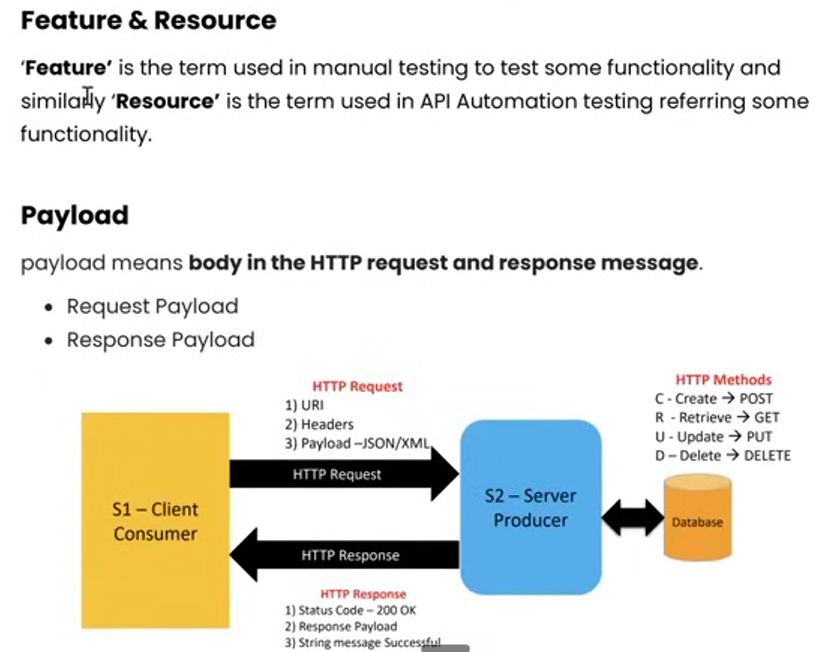 Feature & Resource
‘Feature’ is the term used in manual testing to test some functionality and
similarly ‘Resource’ is the term used in API Automation testing referring some
functionality.
Payload
payload means body in the HTTP request and response message.
• Request Payload
• Response Payload
HTTP Request
1) URI
2) Headers
3) Payload –JSON/XML
HTTP Methods
C - Create → POST
R - Retrieve → GET
U - Update → PUT
D – Delete → DELETE
S1 – Client
Consumer
HTTP Request
HTTP Response
S2 – Server
Producer
Database
HTTP Response
1) Status Code – 200 OK
2) Response Payload
3) String message Successful